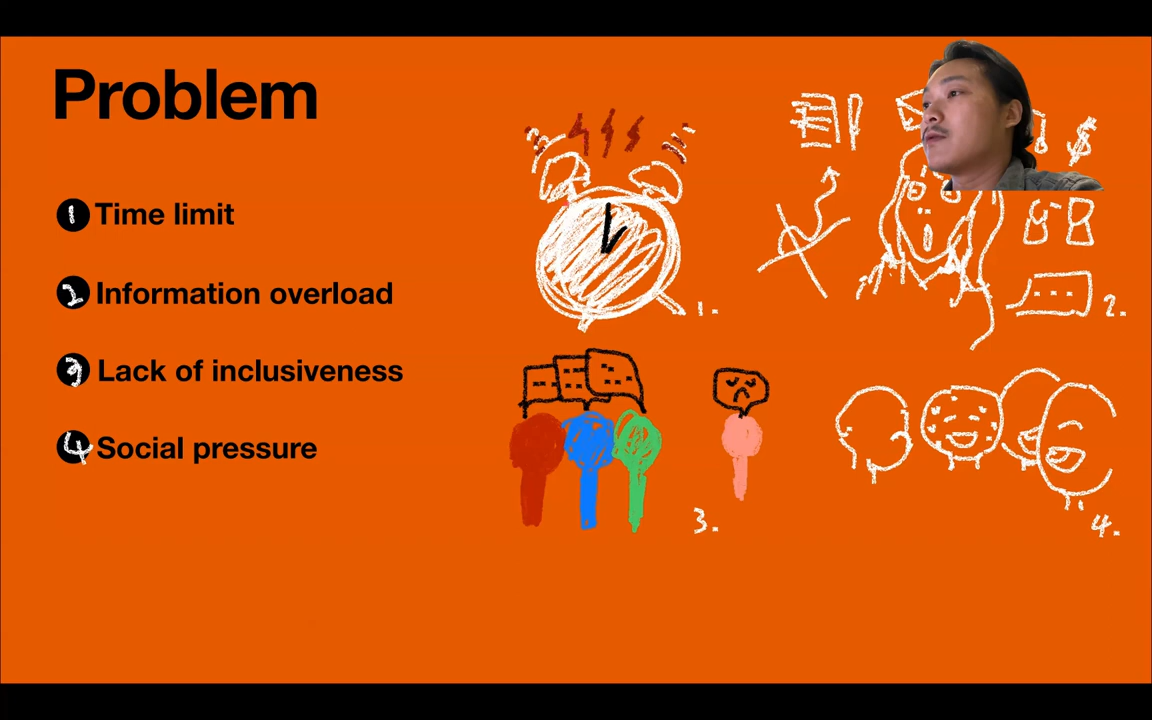 Problem
1 Time limit
2 Information overload
3 Lack of inclusiveness
4 Social pressure
$
1.
2.
3.
4.